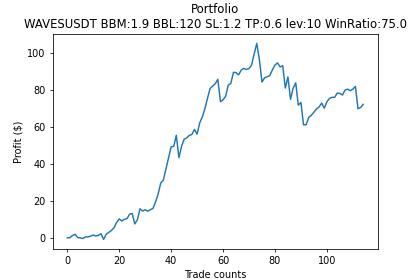 Portfolio
WAVESUSDT BBM:1.9 BBL:120 SL:1.2 TP:0.6 lev:10 WinRatio:75.0
100
80
60
40
20
0
Profit ($)
0 20 40 60 80 100
Trade counts